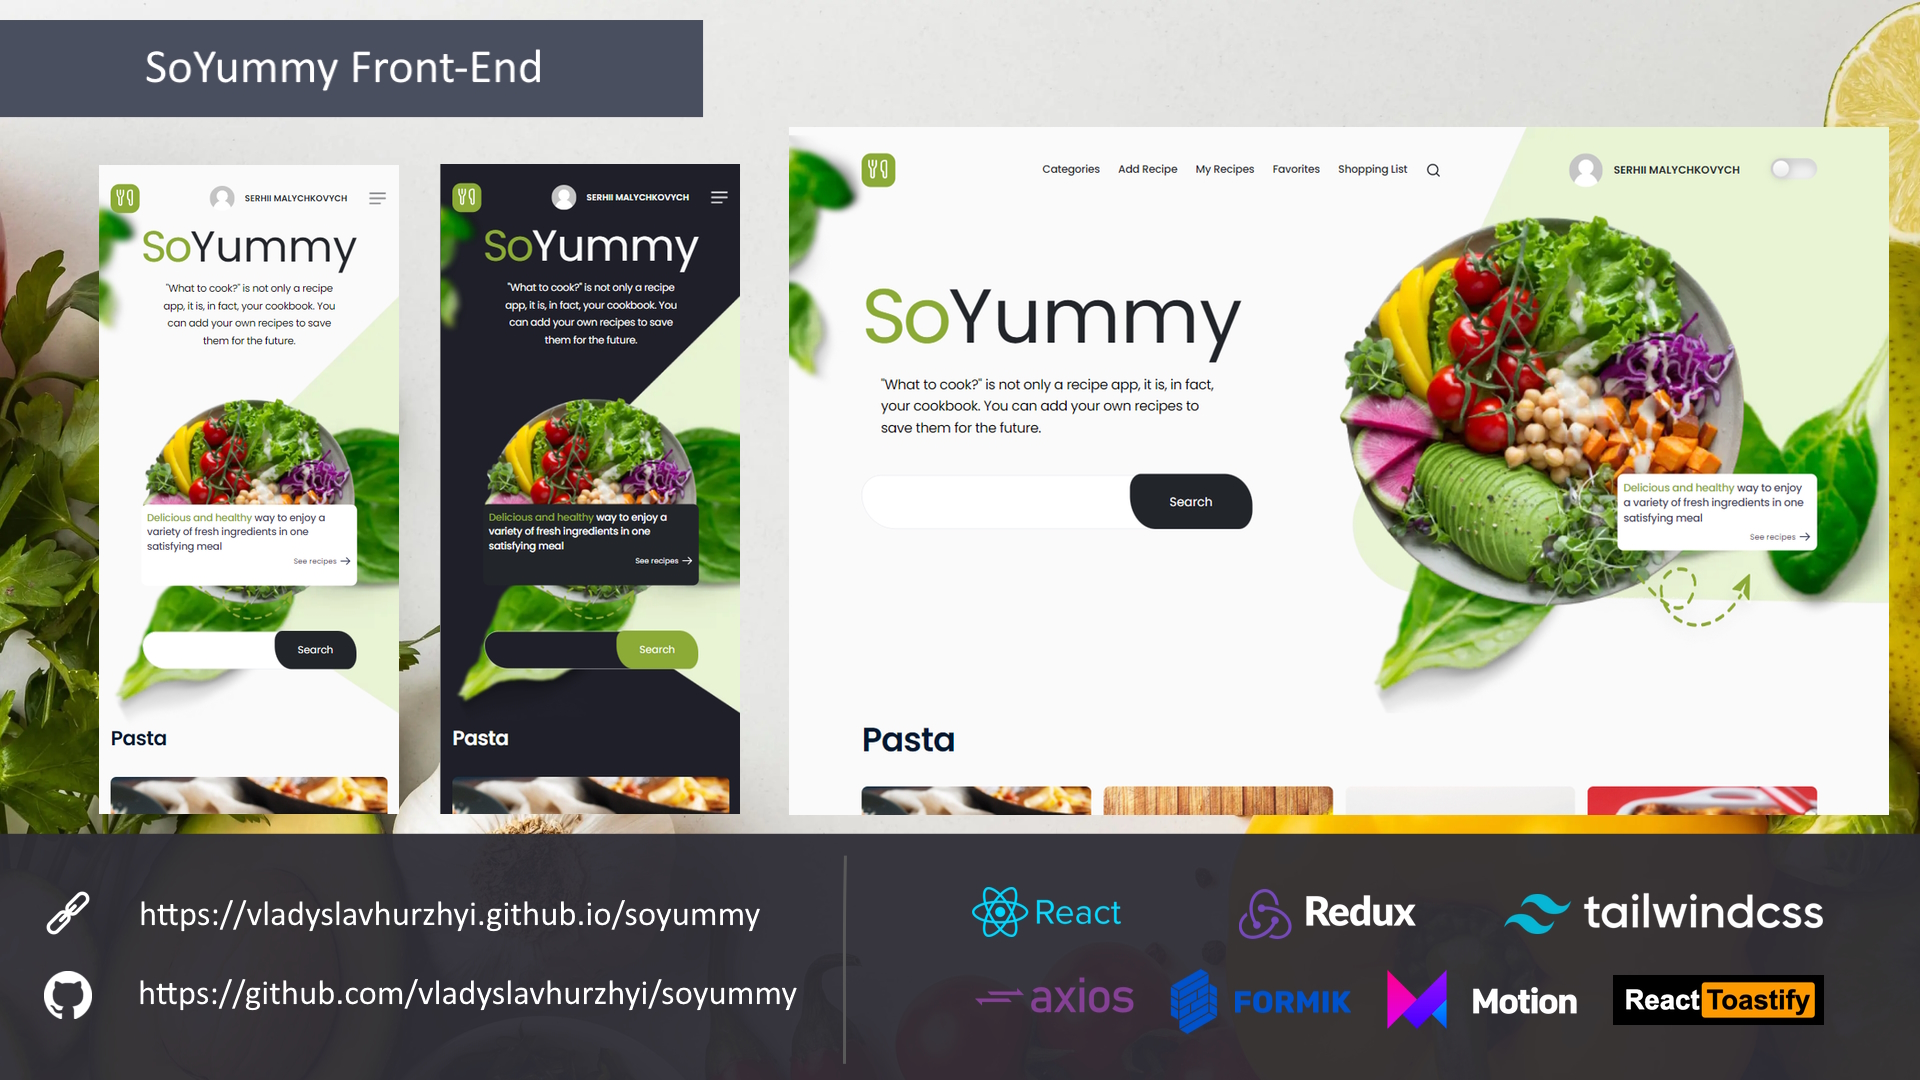 SoYummy Front-End
SERHII MALYCHKOVYCH
SoYummy
"What to cook?" is not only a recipe
app, it is, in fact, your cookbook. You
can add your own recipes to save
them for the future.
Delicious and healthy way to enjoy a
variety of fresh ingredients in one
satisfying meal
See recipes
Search
Pasta
SERHII MALYCHKOVYCH
SoYummy
"What to cook?" is not only a recipe
app, it is, in fact, your cookbook. You
can add your own recipes to save
them for the future.
Delicious and healthy way to enjoy a
variety of fresh ingredients in one
satisfying meal
See recipes
Search
Pasta
Categories Add Recipe My Recipes Favorites Shopping List
SERHII MALYCHKOVYCH
SoYummy
"What to cook?" is not only a recipe app, it is, in fact,
your cookbook. You can add your own recipes to
save them for the future.
Search
Delicious and healthy way to enjoy
a variety of fresh ingredients in one
satisfying meal
See recipes
Pasta
https://vladyslavhurzhyi.github.io/soyummy
https://github.com/vladyslavhurzhyi/soyummy
React Redux tailwindcss
axios FORMIK Motion React Toastify